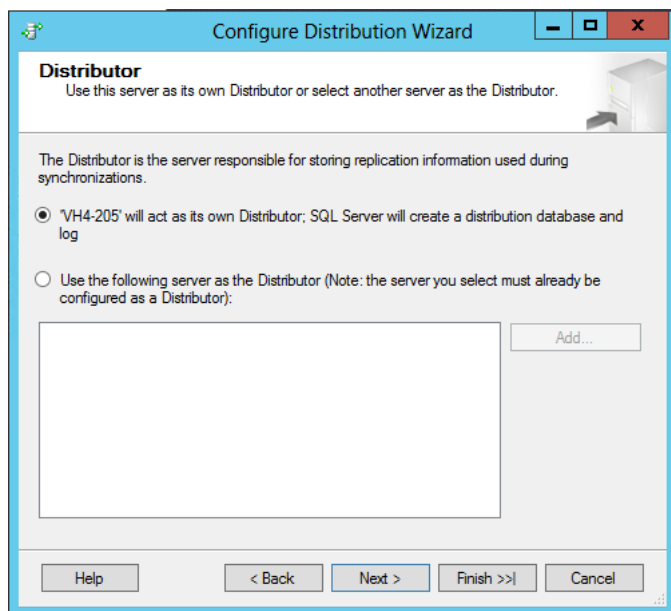 Configure Distribution Wizard
Distributor
Use this server as its own Distributor or select another server as the Distributor.
The Distributor is the server responsible for storing replication information used during
synchronizations.
'VH4-205' will act as its own Distributor; SQL Server will create a distribution database and
log
Use the following server as the Distributor (Note: the server you select must already be
configured as a Distributor):
Add...
Help
< Back
Next >
Finish >>|
Cancel